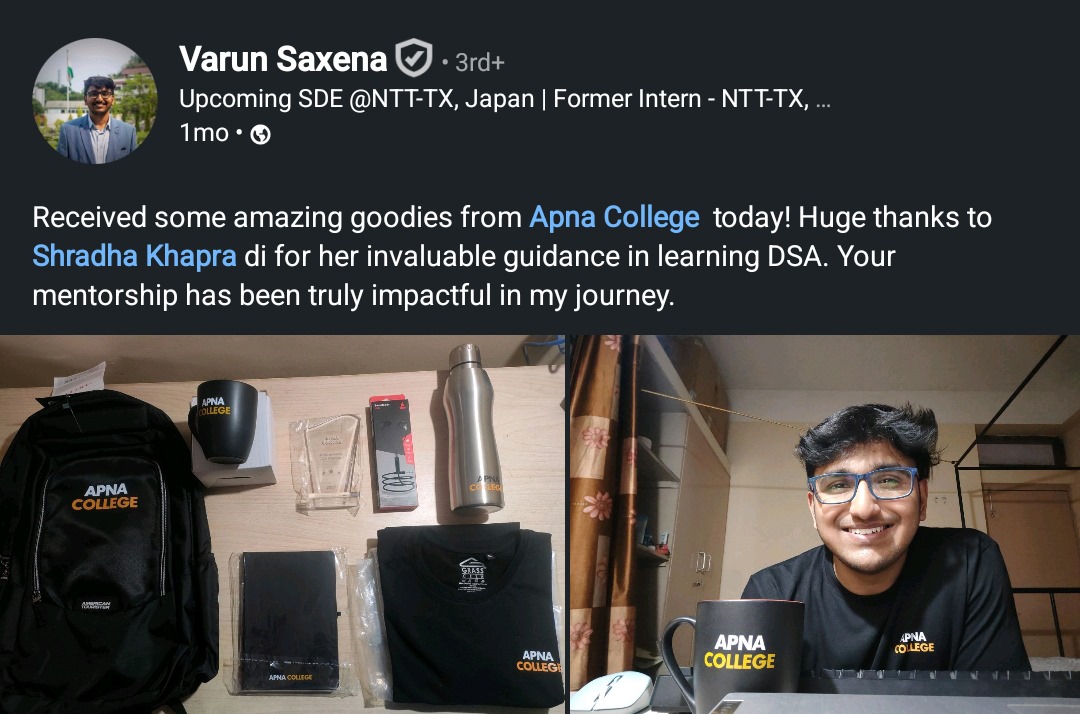 Varun Saxena • 3rd+
Upcoming SDE @NTT-TX, Japan | Former Intern - NTT-TX, ...
1mo •
Received some amazing goodies from Apna College today! Huge thanks to
Shradha Khapra di for her invaluable guidance in learning DSA. Your
mentorship has been truly impactful in my journey.
APNA
COLLEGE
AMERICAN
TOURISTER
APNA
COLLEGE
APNA
COLLEGE
APNA COLLEGE
GRASS
APNA
COLLEGE
APNA
COLLEGE
APNA
COLLEGE